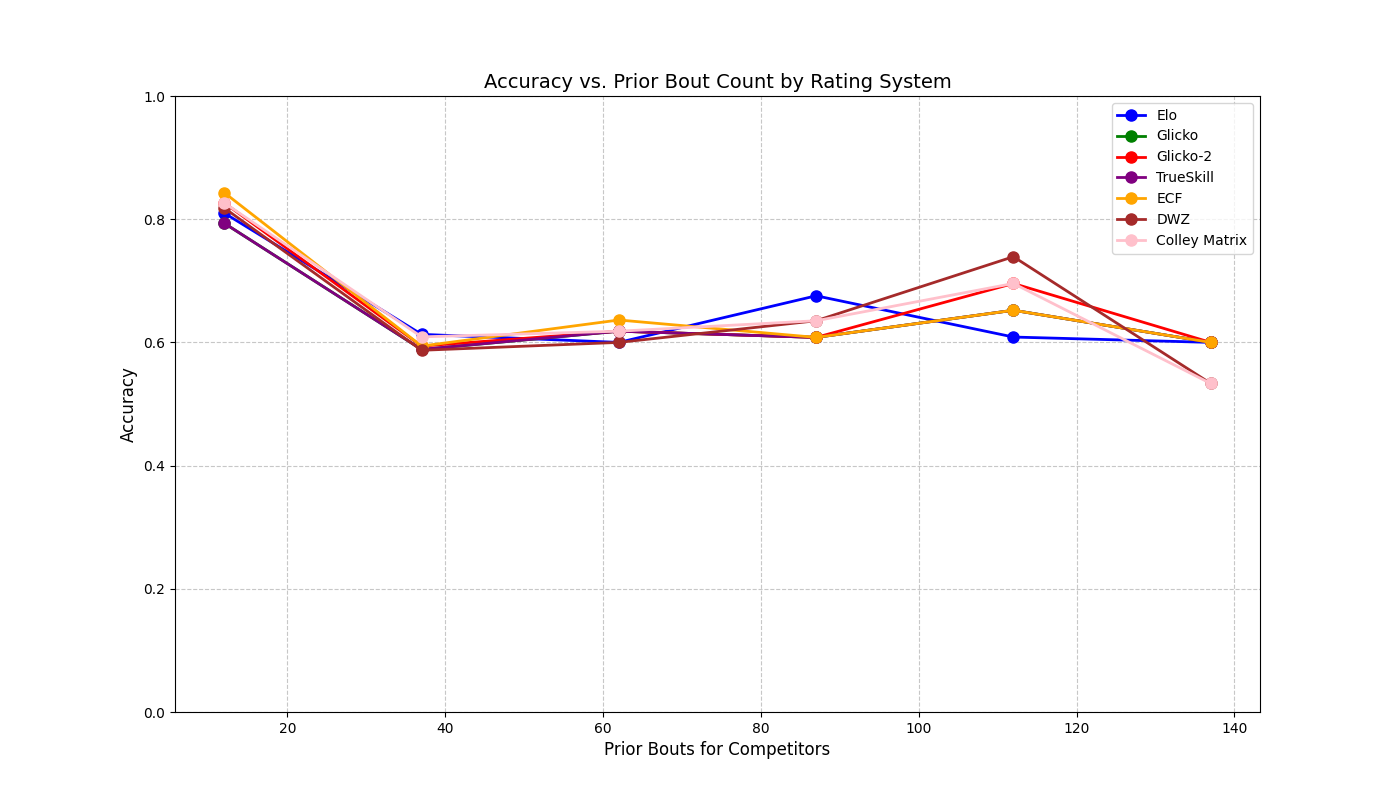 Accuracy vs. Prior Bout Count by Rating System
1.0
0.8
0.6
0.4
0.2
0.0
Accuracy
Elo
Glicko
Glicko-2
TrueSkill
ECF
DWZ
Colley Matrix
20 40 60 80 100 120 140
Prior Bouts for Competitors